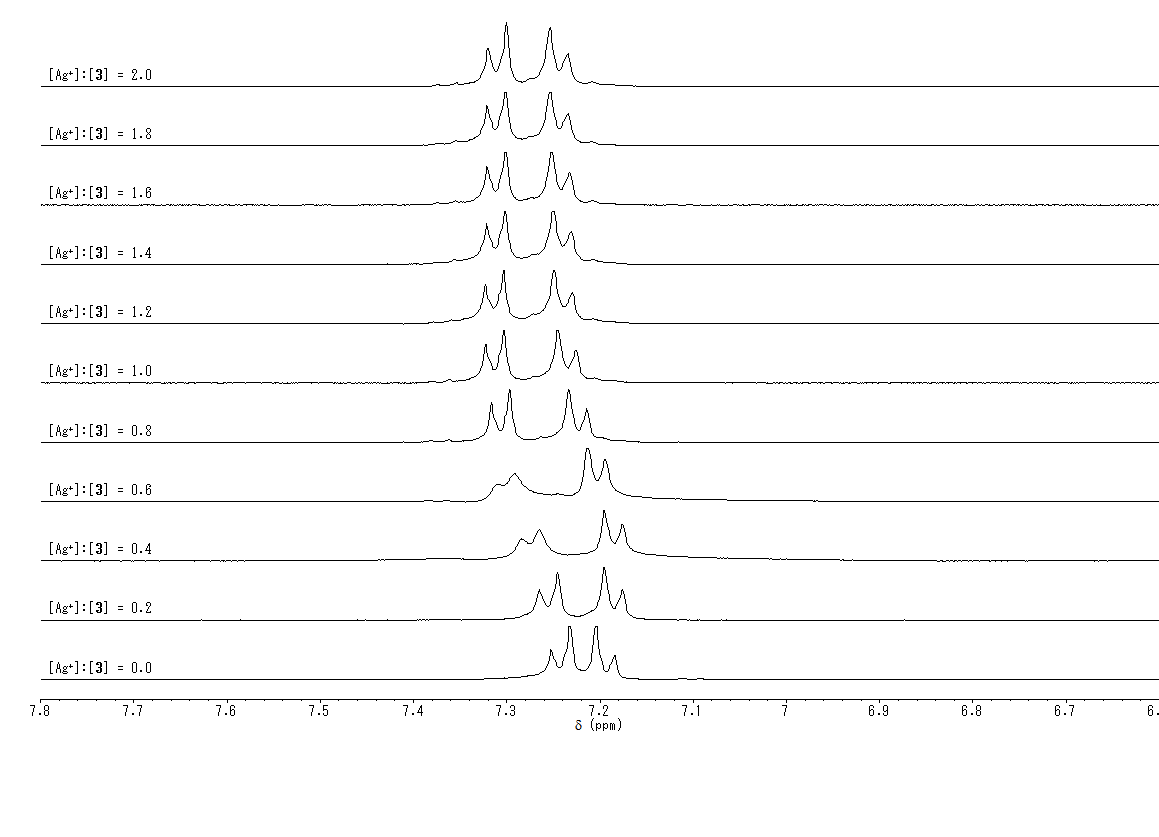 [Ag⁺]:[3] = 2.0
[Ag⁺]:[3] = 1.8
[Ag⁺]:[3] = 1.6
[Ag⁺]:[3] = 1.4
[Ag⁺]:[3] = 1.2
[Ag⁺]:[3] = 1.0
[Ag⁺]:[3] = 0.8
[Ag⁺]:[3] = 0.6
[Ag⁺]:[3] = 0.4
[Ag⁺]:[3] = 0.2
[Ag⁺]:[3] = 0.0
7.8 7.7 7.6 7.5 7.4 7.3 7.2 7.1 7 6.9 6.8 6.7 6.
δ (ppm)